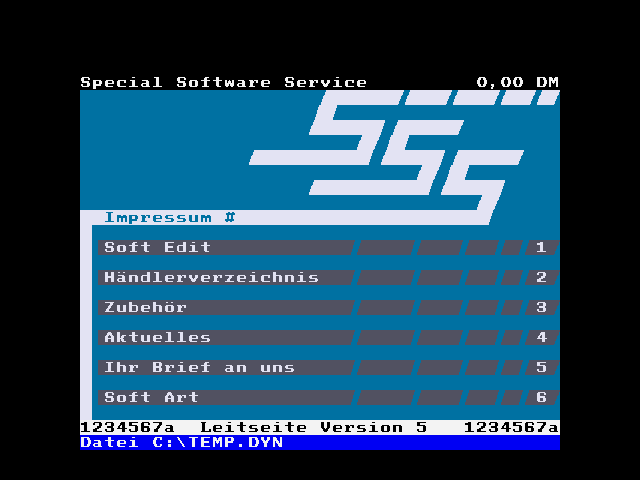 Special Software Service 0,00 DM
SSS
Impressum #
Soft Edit 1
Händlerverzeichnis 2
Zubehör 3
Aktuelles 4
Ihr Brief an uns 5
Soft Art 6
1234567a Leitseite Version 5 1234567a
Datei C:\TEMP.DYN